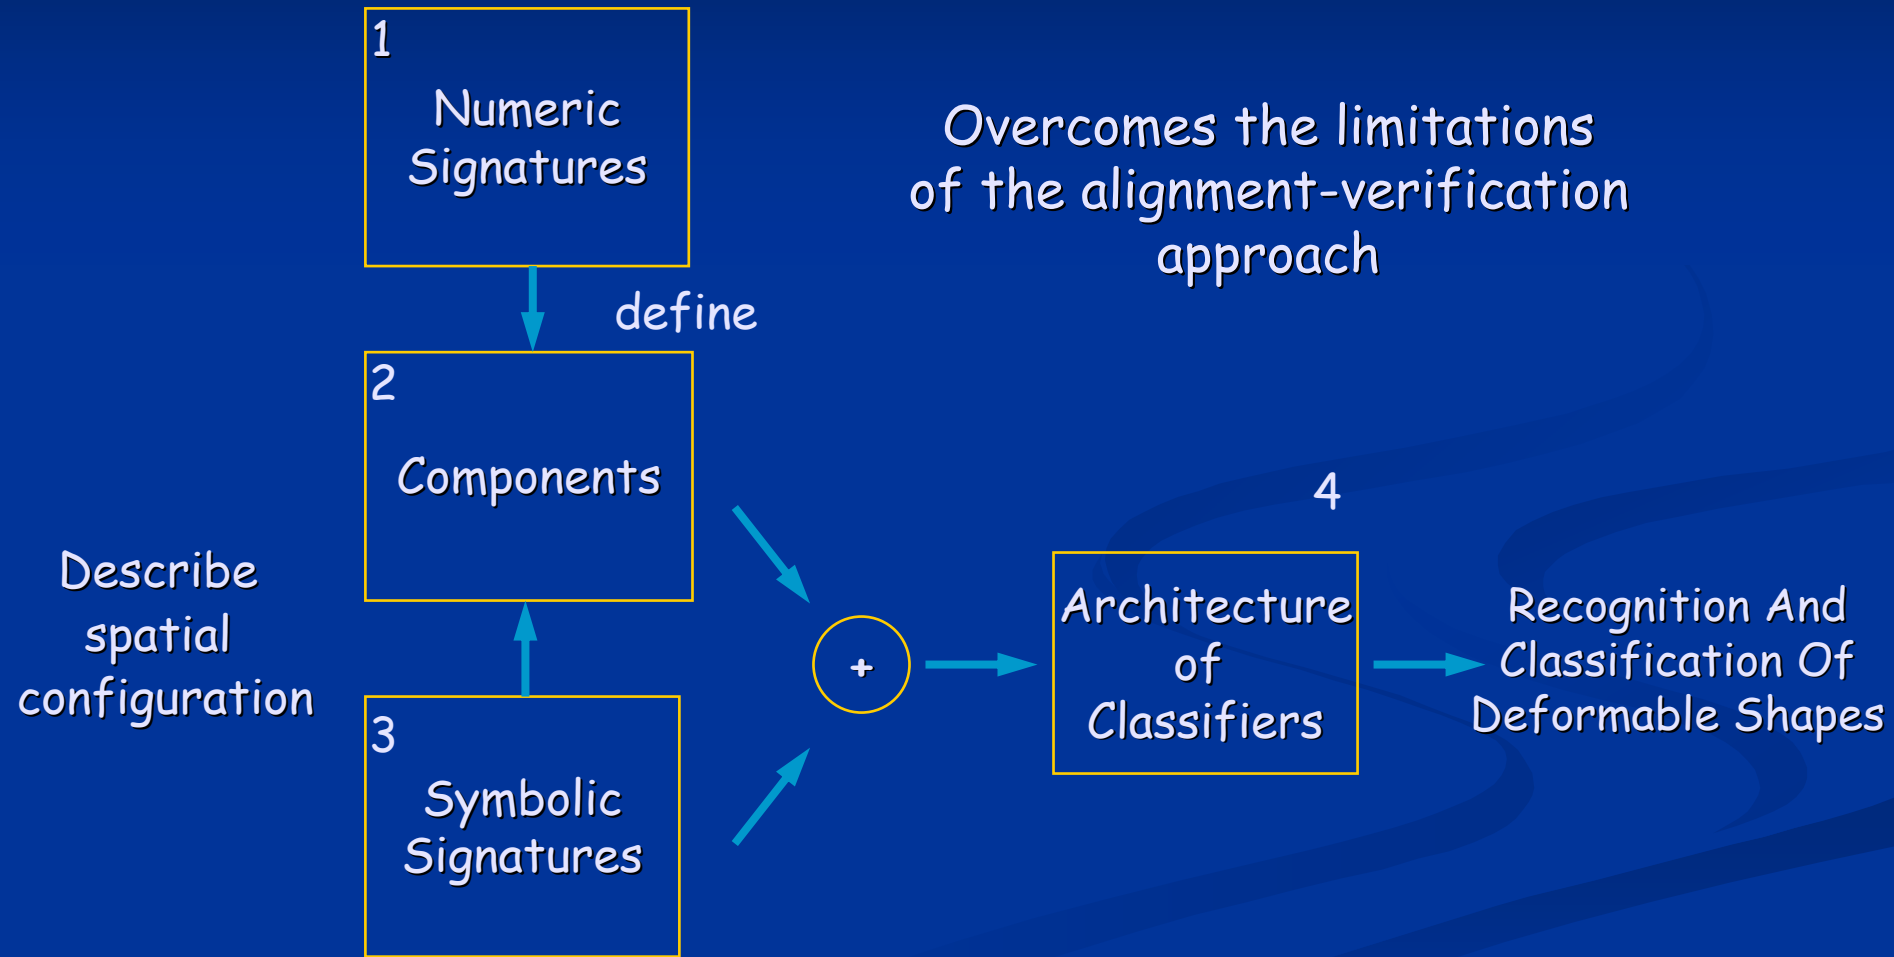 1
Numeric
Signatures
Overcomes the limitations
of the alignment-verification
approach
define
2
Components
Describe
spatial
configuration
3
Symbolic
Signatures
+
4
Architecture
of
Classifiers
Recognition And
Classification Of
Deformable Shapes